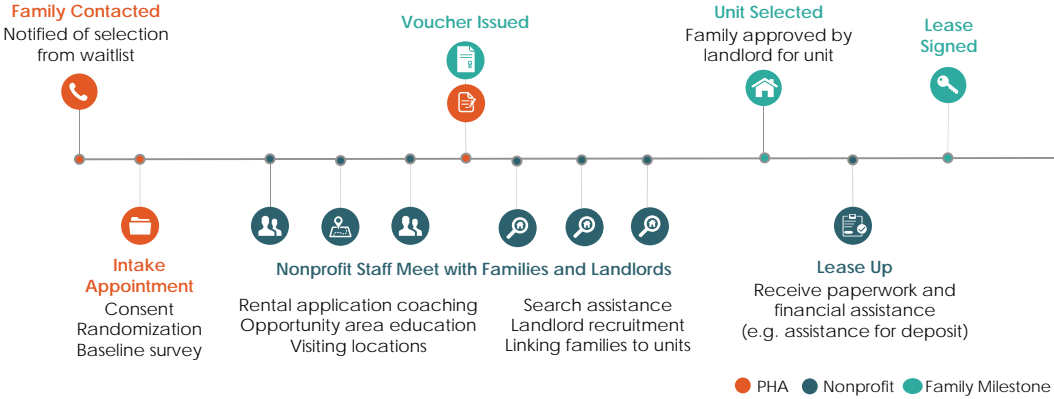 Family Contacted
Notified of selection
from waitlist
Voucher Issued
Unit Selected
Family approved by
landlord for unit
Lease
Signed
Intake
Appointment
Consent
Randomization
Baseline survey
Nonprofit Staff Meet with Families and Landlords
Rental application coaching
Opportunity area education
Visiting locations
Search assistance
Landlord recruitment
Linking families to units
Lease Up
Receive paperwork and
financial assistance
(e.g. assistance for deposit)
PHA
Nonprofit
Family Milestone